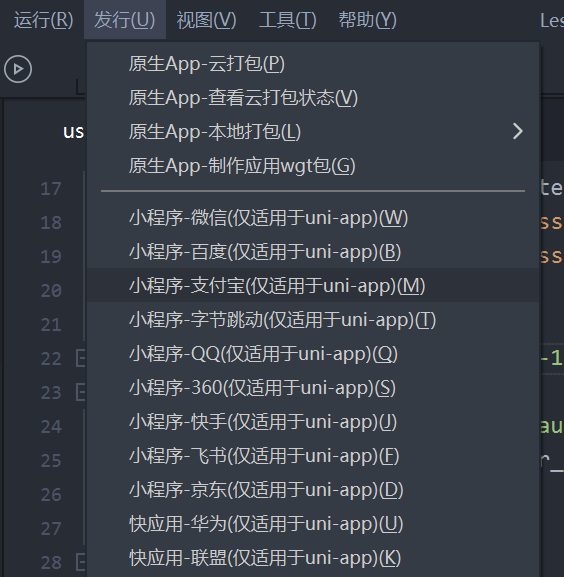 运行(R) 发行(U) 视图(V) 工具(T) 帮助(Y) Les
原生App-云打包(P)
原生App-查看云打包状态(V)
us 原生App-本地打包(L)
原生App-制作应用wgt包(G)
17 te
18 小程序-微信(仅适用于uni-app)(W) ss
19 小程序-百度(仅适用于uni-app)(B) ss
20 小程序-支付宝(仅适用于uni-app)(M)
21 小程序-字节跳动(仅适用于uni-app)(T)
22 小程序-QQ(仅适用于uni-app)(Q) -1
23 小程序-360(仅适用于uni-app)(S)
24 小程序-快手(仅适用于uni-app)(J) au
25 小程序-飞书(仅适用于uni-app)(F) r_
26 小程序-京东(仅适用于uni-app)(D)
27 快应用-华为(仅适用于uni-app)(U)
28 快应用-联盟(仅适用于uni-app)(K)